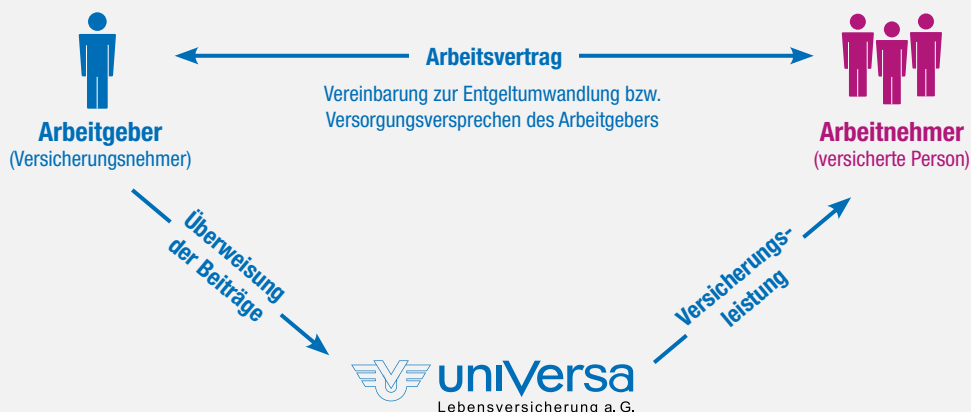 Arbeitsvertrag
Vereinbarung zur Entgeltumwandlung bzw.
Versorgungsversprechen des Arbeitgebers
Arbeitgeber
(Versicherungsnehmer)
Arbeitnehmer
(versicherte Person)
Überweisung
der Beiträge
Versicherungs-
leistung
uniVersa
Lebensversicherung a. G.